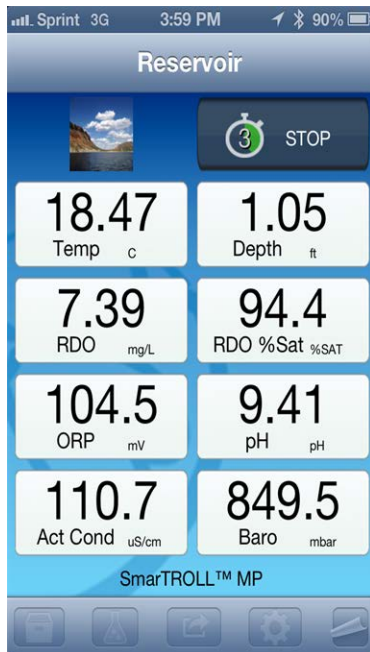 Sprint 3G 3:59 PM 90%
Reservoir
3 STOP
18.47 1.05
Temp C Depth ft
7.39 94.4
RDO mg/L RDO %Sat %SAT
104.5 9.41
ORP mV pH pH
110.7 849.5
Act Cond uS/cm Baro mbar
SmarTROLL™ MP